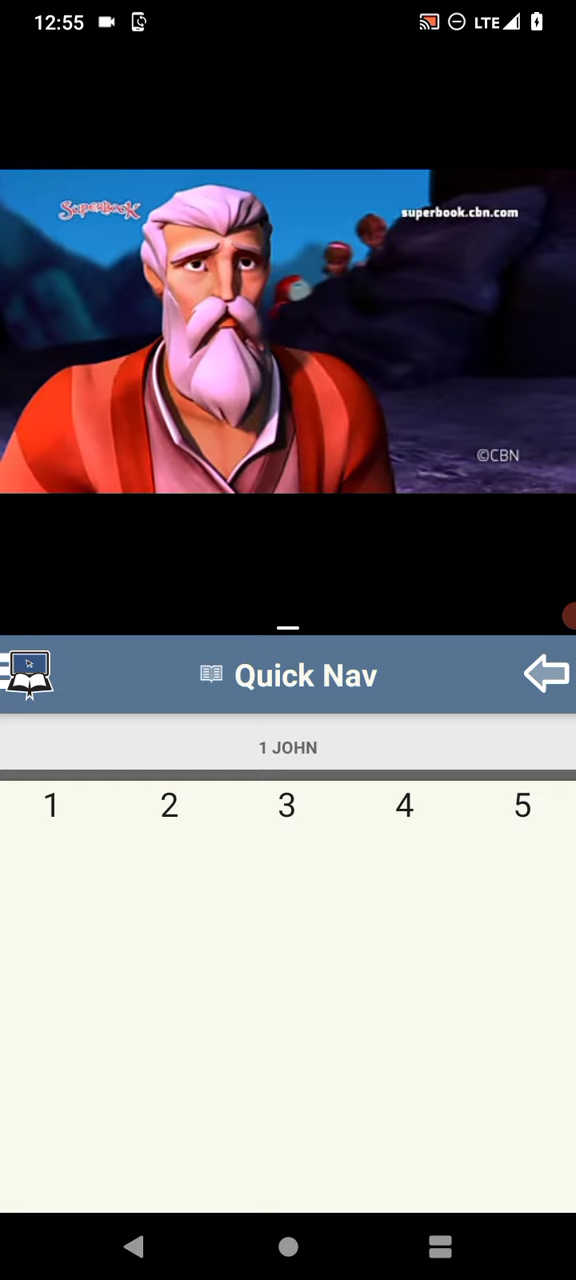 12:55
LTE
SUPERBOOK
superbook.cbn.com
©CBN
Quick Nav
1 JOHN
1 2 3 4 5